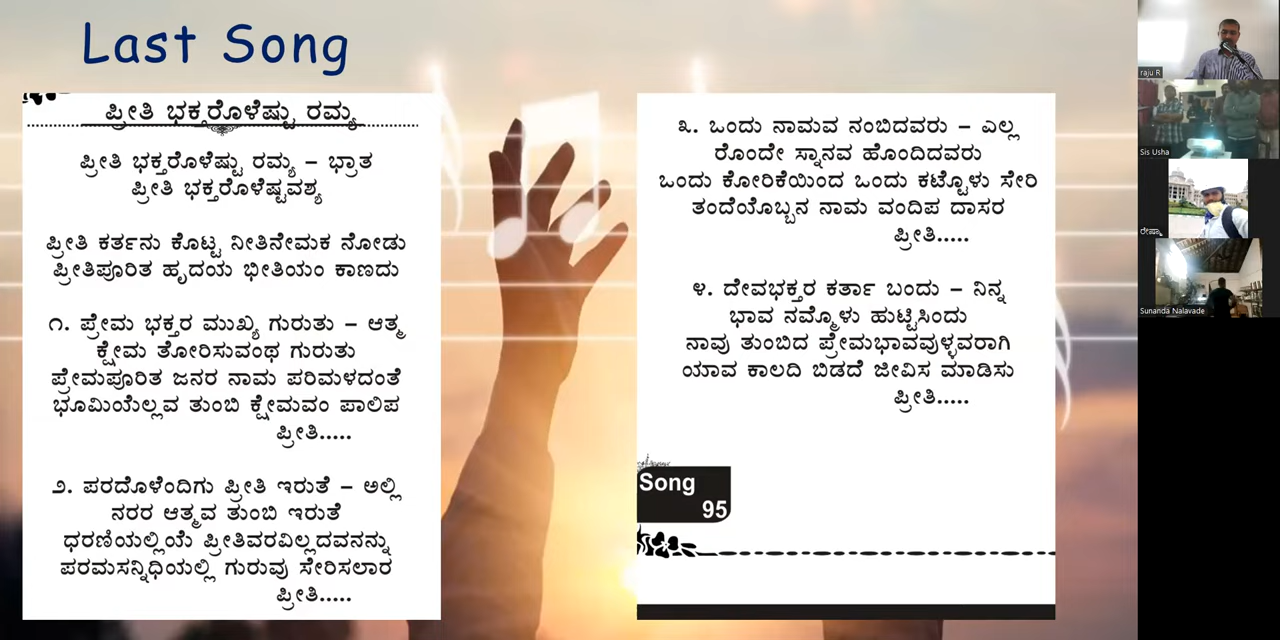 Last Song
ಪ್ರೀತಿ ಭಕ್ತರೊಳೆಷ್ಟು ರಮ್ಯ
ಪ್ರೀತಿ ಭಕ್ತರೊಳೆಷ್ಟು ರಮ್ಯ – ಭ್ರಾತ
ಪ್ರೀತಿ ಭಕ್ತರೊಳೆಷ್ಟವಶ್ಯ
ಪ್ರೀತಿ ಕರ್ತನು ಕೊಟ್ಟ ನೀತಿನೇಮಕ ನೋಡು
ಪ್ರೀತಿಪೂರಿತ ಹೃದಯ ಭೀತಿಯಂ ಕಾಣದು
೧. ಪ್ರೇಮ ಭಕ್ತರ ಮುಖ್ಯ ಗುರುತು – ಆತ್ಮ
ಕ್ಷೇಮ ತೋರಿಸುವಂಥ ಗುರುತು
ಪ್ರೇಮಪೂರಿತ ಜನರ ನಾಮ ಪರಿಮಳದಂತೆ
ಭೂಮಿಯೆಲ್ಲವ ತುಂಬಿ ಕ್ಷೇಮವಂ ಪಾಲಿಪ
ಪ್ರೀತಿ.....
೨. ಪರದೊಳೆಂದಿಗು ಪ್ರೀತಿ ಇರುತೆ – ಅಲ್ಲಿ
ನರರ ಆತ್ಮವ ತುಂಬಿ ಇರುತೆ
ಧರಣಿಯಲ್ಲಿಯೆ ಪ್ರೀತಿವರವಿಲ್ಲದವನನ್ನು
ಪರಮಸನ್ನಿಧಿಯಲ್ಲಿ ಗುರುವು ಸೇರಿಸಲಾರ
ಪ್ರೀತಿ.....
೩. ಒಂದು ನಾಮವ ನಂಬಿದವರು – ಎಲ್ಲ
ರೊಂದೇ ಸ್ನಾನವ ಹೊಂದಿದವರು
ಒಂದು ಕೋರಿಕೆಯಿಂದ ಒಂದು ಕಟ್ಟೊಳು ಸೇರಿ
ತಂದೆಯೊಬ್ಬನ ನಾಮ ವಂದಿಪ ದಾಸರ
ಪ್ರೀತಿ.....
೪. ದೇವಭಕ್ತರ ಕರ್ತಾ ಬಂದು – ನಿನ್ನ
ಭಾವ ನಮ್ಮೊಳು ಹುಟ್ಟಿಸಿಂದು
ನಾವು ತುಂಬಿದ ಪ್ರೇಮಭಾವವುಳ್ಳವರಾಗಿ
ಯಾವ ಕಾಲದಿ ಬಿಡದೆ ಜೀವಿಸ ಮಾಡಿಸು
ಪ್ರೀತಿ.....
Song
95
raju R
Sis Usha
ರೇಷ್ಮಾ
Sunanda Nalavade